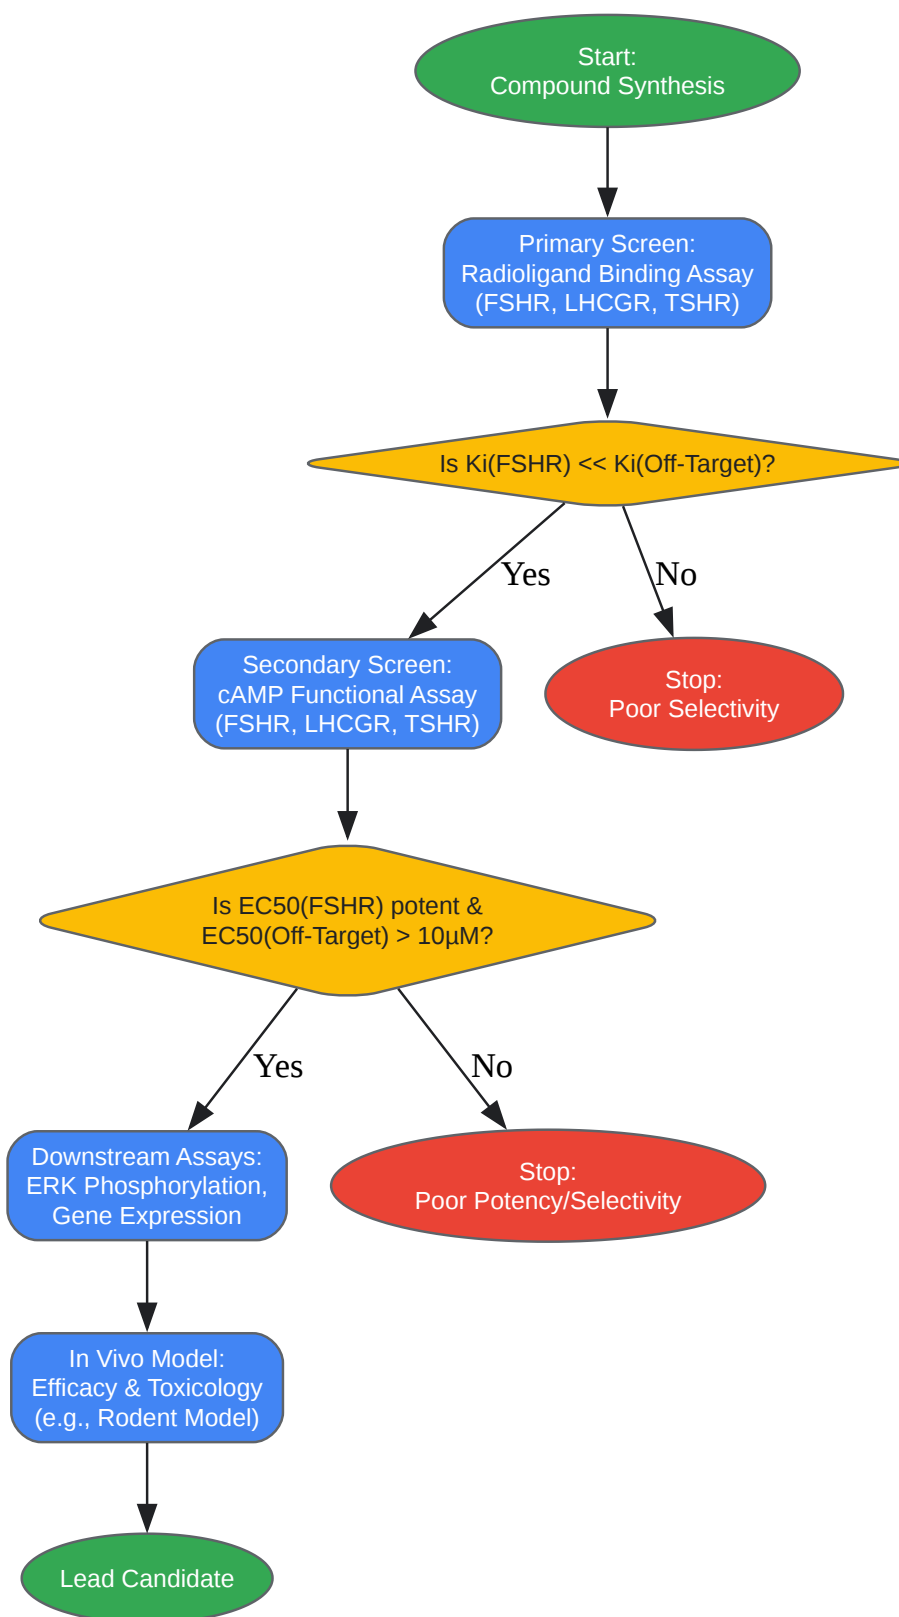 Start:
Compound Synthesis
Primary Screen:
Radioligand Binding Assay
(FSHR, LHCGR, TSHR)
Is Ki(FSHR) << Ki(Off-Target)?
Yes
No
Secondary Screen:
cAMP Functional Assay
(FSHR, LHCGR, TSHR)
Stop:
Poor Selectivity
Is EC50(FSHR) potent &
EC50(Off-Target) > 10µM?
Yes
No
Downstream Assays:
ERK Phosphorylation,
Gene Expression
Stop:
Poor Potency/Selectivity
In Vivo Model:
Efficacy & Toxicology
(e.g., Rodent Model)
Lead Candidate